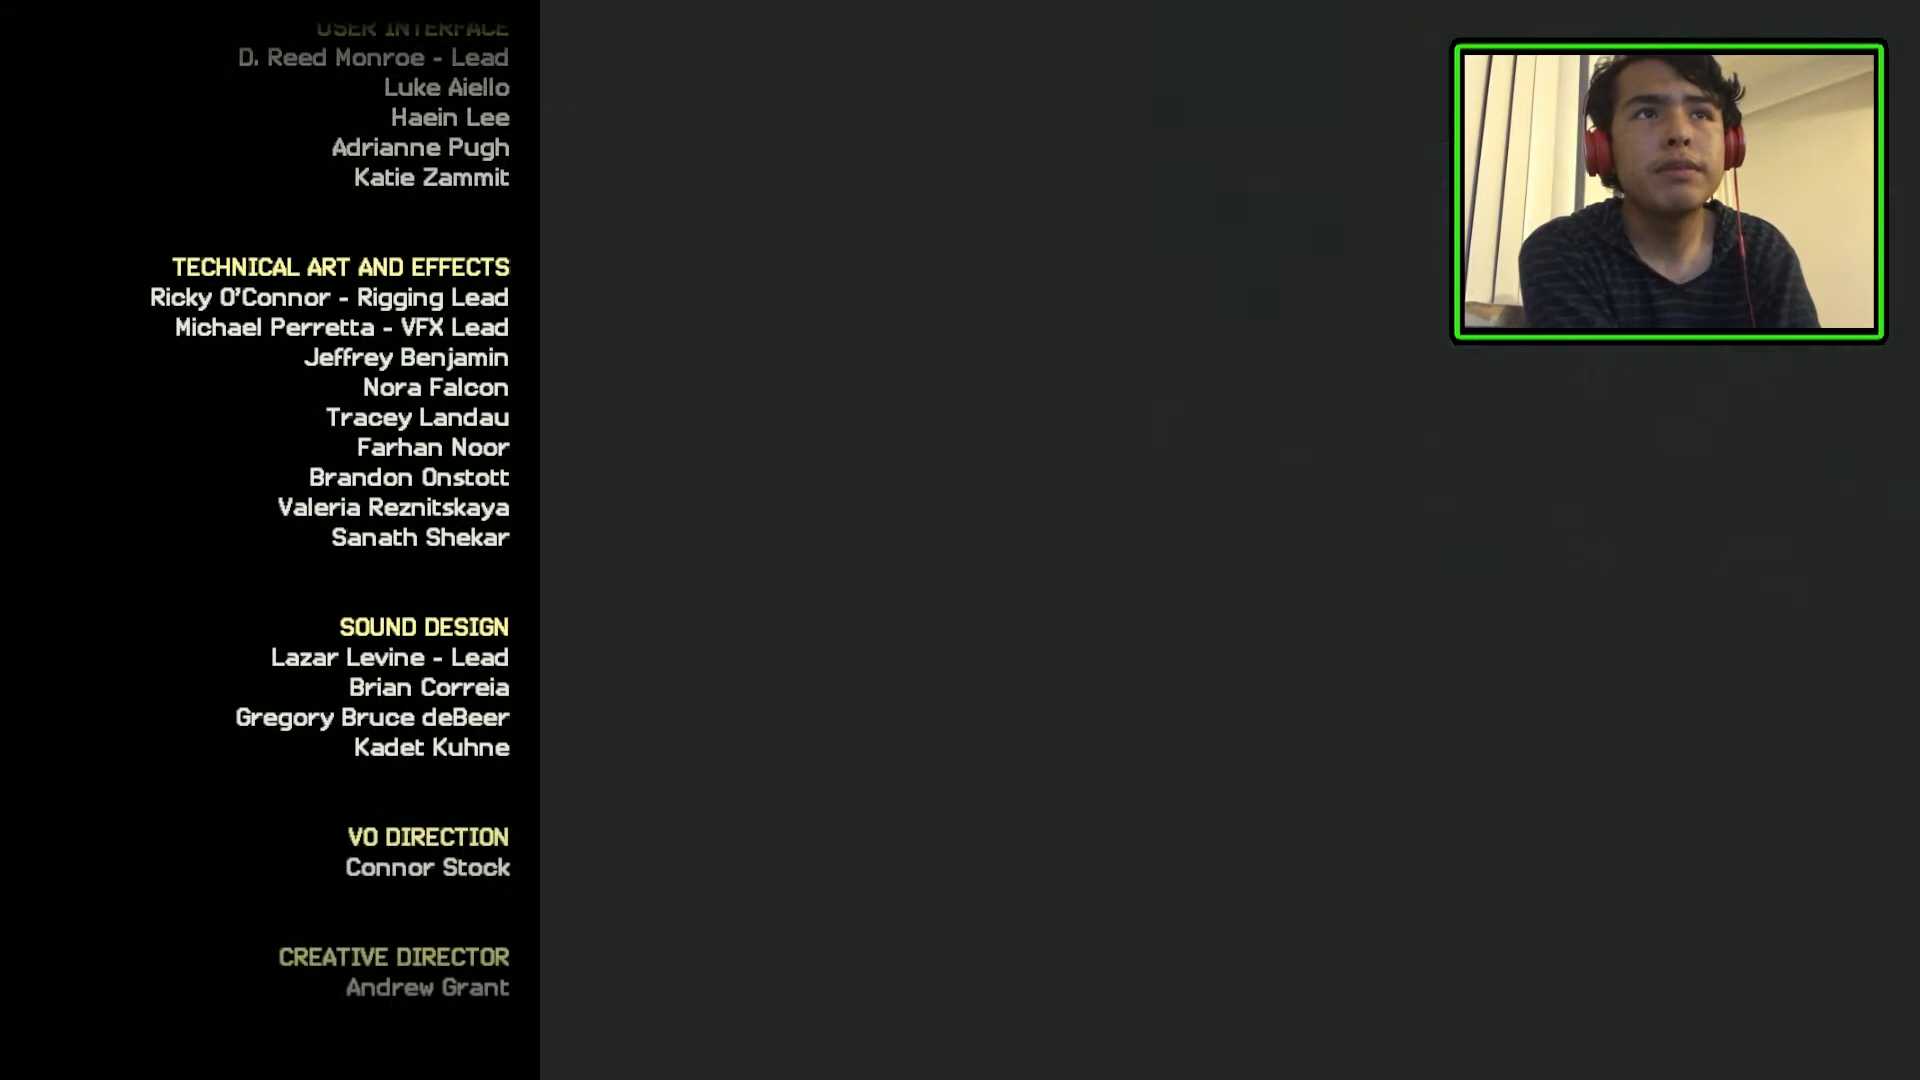 USER INTERFACE
D. Reed Monroe - Lead
Luke Aiello
Haein Lee
Adrianne Pugh
Katie Zammit
TECHNICAL ART AND EFFECTS
Ricky O'Connor - Rigging Lead
Michael Perretta - VFX Lead
Jeffrey Benjamin
Nora Falcon
Tracey Landau
Farhan Noor
Brandon Onstott
Valeria Reznitskaya
Sanath Shekar
SOUND DESIGN
Lazar Levine - Lead
Brian Correia
Gregory Bruce deBeer
Kadet Kuhne
VO DIRECTION
Connor Stock
CREATIVE DIRECTOR
Andrew Grant